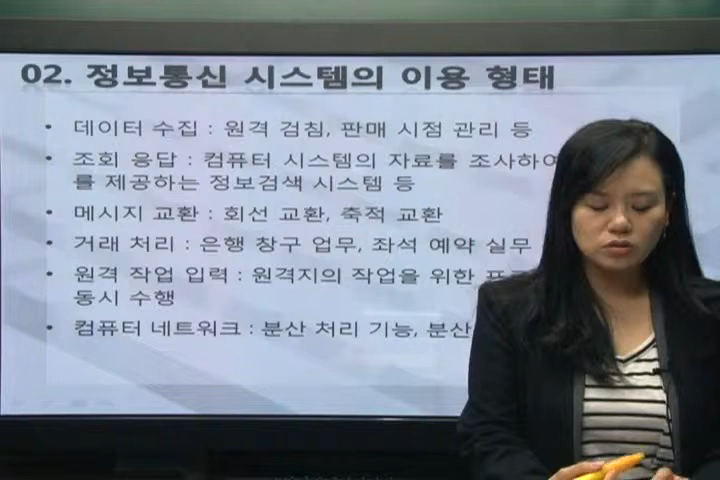 02. 정보통신 시스템의 이용 형태
• 데이터 수집 : 원격 검침, 판매 시점 관리 등
• 조회 응답 : 컴퓨터 시스템의 자료를 조사하여
를 제공하는 정보검색 시스템 등
• 메시지 교환 : 회선 교환, 축적 교환
• 거래 처리 : 은행 창구 업무, 좌석 예약 실무
• 원격 작업 입력 : 원격지의 작업을 위한
동시 수행
• 컴퓨터 네트워크 : 분산 처리 기능, 분산